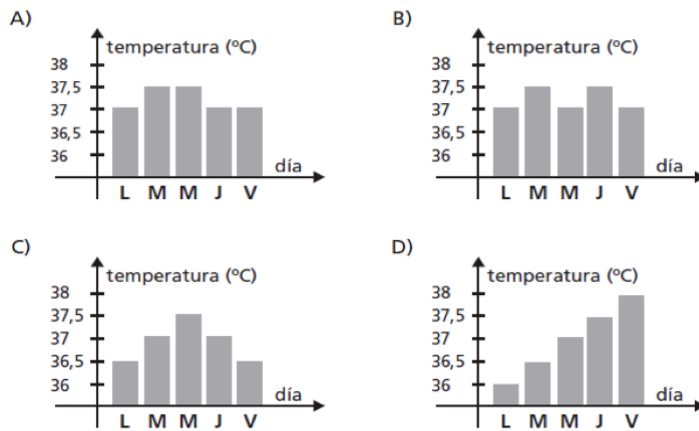 A)
temperatura (ºC)
38
37,5
37
36,5
36
día
L M M J V
B)
temperatura (ºC)
38
37,5
37
36,5
36
día
L M M J V
C)
temperatura (ºC)
38
37,5
37
36,5
36
día
L M M J V
D)
temperatura (ºC)
38
37,5
37
36,5
36
día
L M M J V